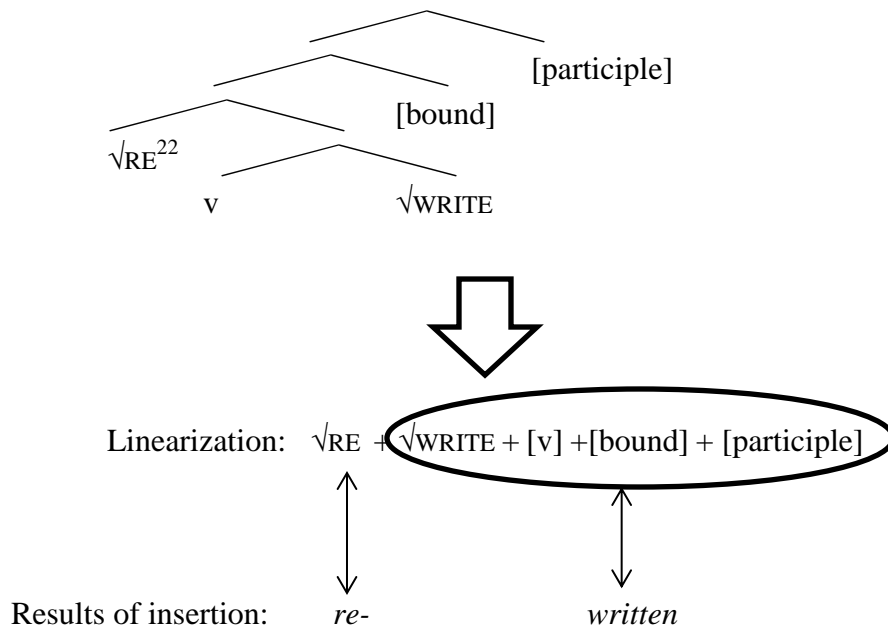 [participle]
[bound]
√RE²²
v √WRITE
Linearization: √RE + √WRITE + [v] +[bound] + [participle]
Results of insertion: re- written